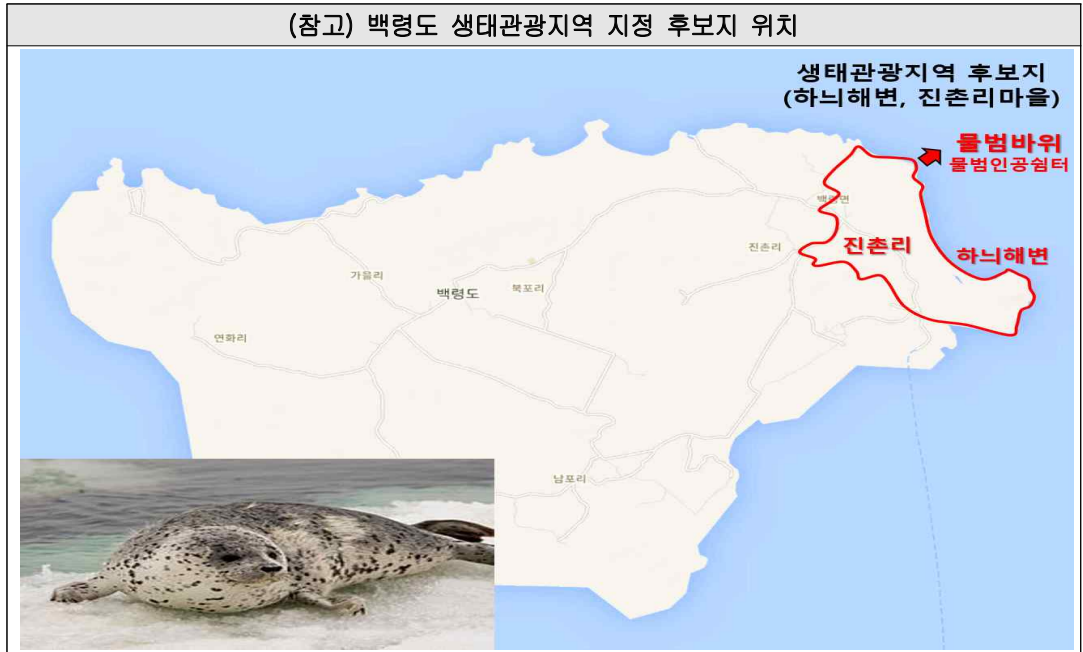 (참고) 백령도 생태관광지역 지정 후보지 위치
생태관광지역 후보지
(하늬해변, 진촌리마을)
물범바위
물범인공쉼터
백령면
진촌리
진촌리
하늬해변
가을리
백령도
북포리
연화리
남포리